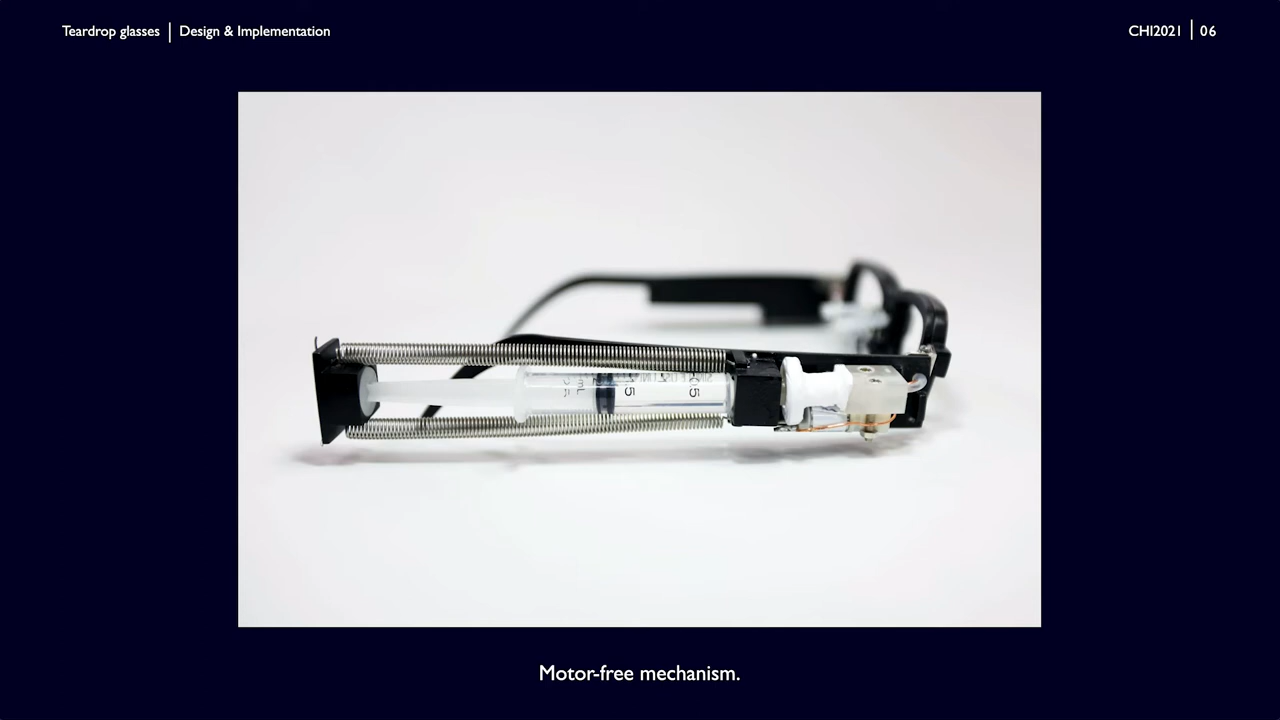 Teardrop glasses | Design & Implementation
CHI2021 | 06
Motor-free mechanism.